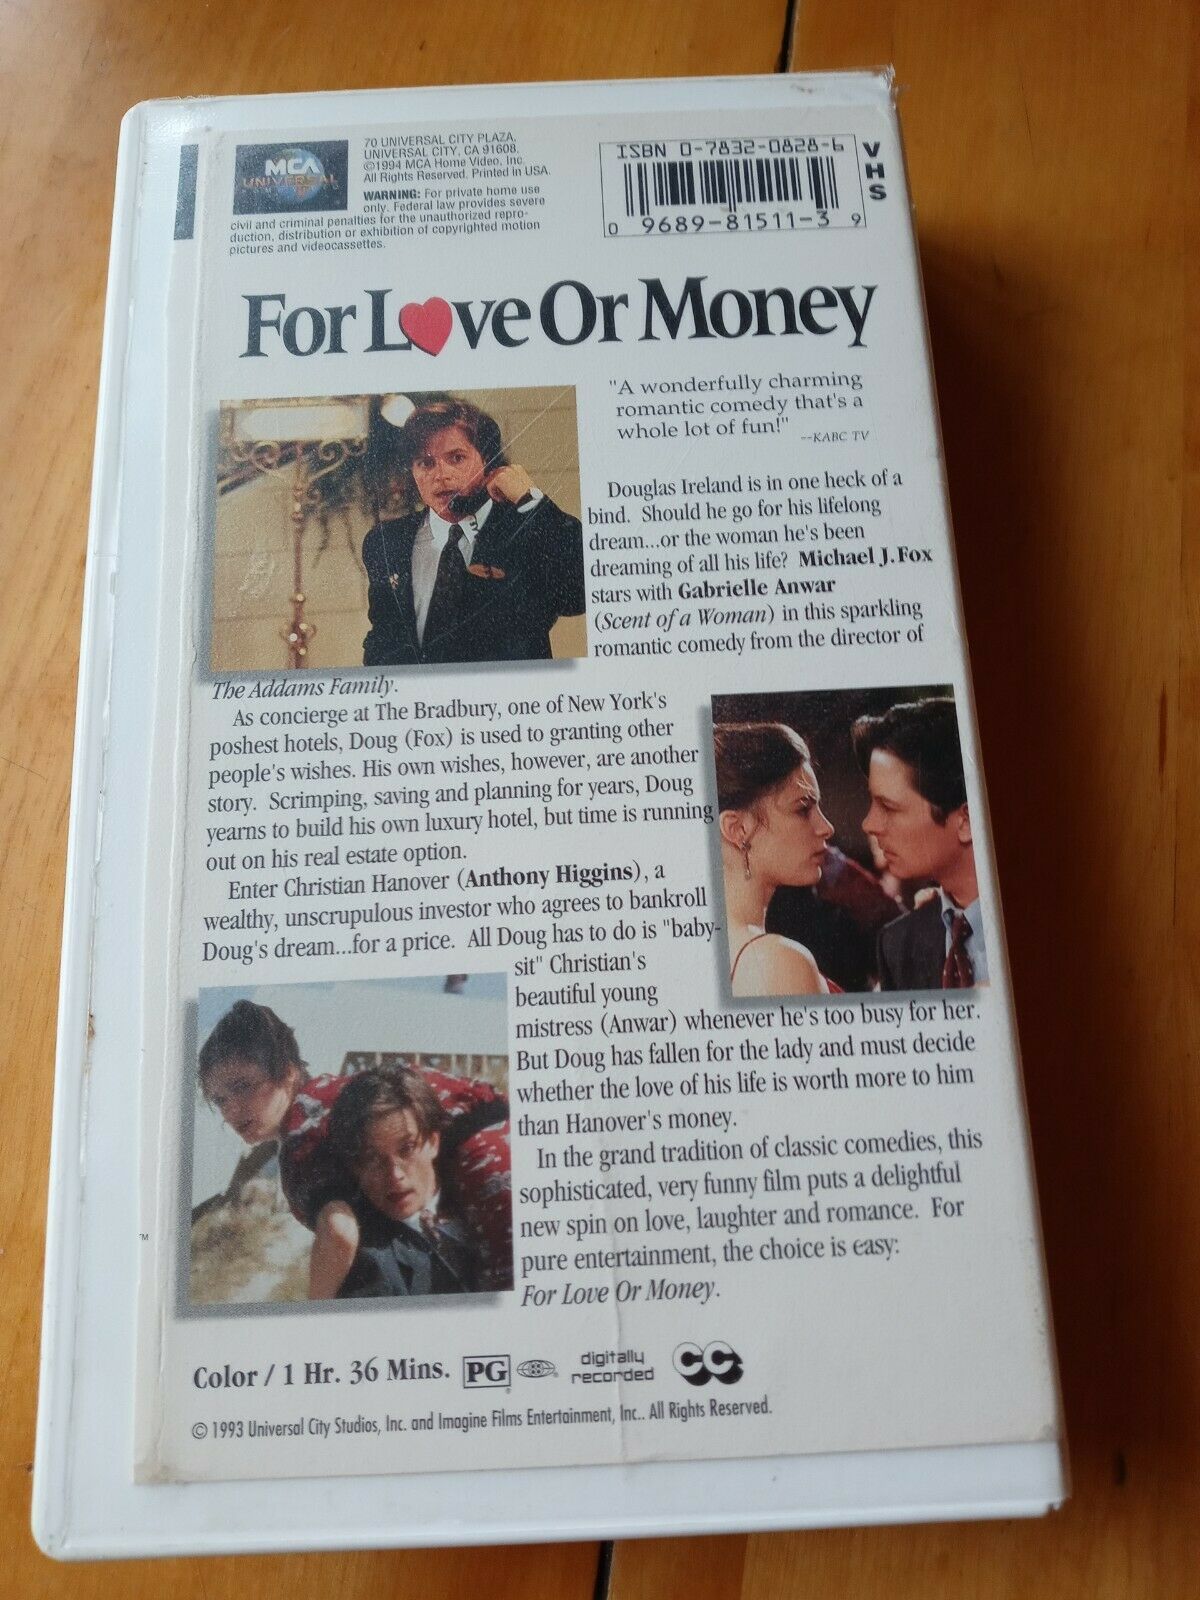 MCA
UNIVERSAL
70 UNIVERSAL CITY PLAZA,
UNIVERSAL CITY, CA 91608.
©1994 MCA Home Video, Inc.
All Rights Reserved. Printed in USA.
WARNING: For private home use
only. Federal law provides severe
civil and criminal penalties for the unauthorized repro-
duction, distribution or exhibition of copyrighted motion
pictures and videocassettes.
ISBN 0-7832-0828-6
0 9689-81511-3 9
VHS
For Love Or Money
"A wonderfully charming
romantic comedy that's a
whole lot of fun!"
--KABC TV
Douglas Ireland is in one heck of a
bind. Should he go for his lifelong
dream...or the woman he's been
dreaming of all his life? Michael J. Fox
stars with Gabrielle Anwar
(Scent of a Woman) in this sparkling
romantic comedy from the director of
The Addams Family.
As concierge at The Bradbury, one of New York's
poshest hotels, Doug (Fox) is used to granting other
people's wishes. His own wishes, however, are another
story. Scrimping, saving and planning for years, Doug
yearns to build his own luxury hotel, but time is running
out on his real estate option.
Enter Christian Hanover (Anthony Higgins), a
wealthy, unscrupulous investor who agrees to bankroll
Doug's dream...for a price. All Doug has to do is "baby-
sit" Christian's
beautiful young
mistress (Anwar) whenever he's too busy for her.
But Doug has fallen for the lady and must decide
whether the love of his life is worth more to him
than Hanover's money.
In the grand tradition of classic comedies, this
sophisticated, very funny film puts a delightful
new spin on love, laughter and romance. For
pure entertainment, the choice is easy:
For Love Or Money.
TM
Color / 1 Hr. 36 Mins. PG ® digitally
recorded CC
© 1993 Universal City Studios, Inc. and Imagine Films Entertainment, Inc.. All Rights Reserved.